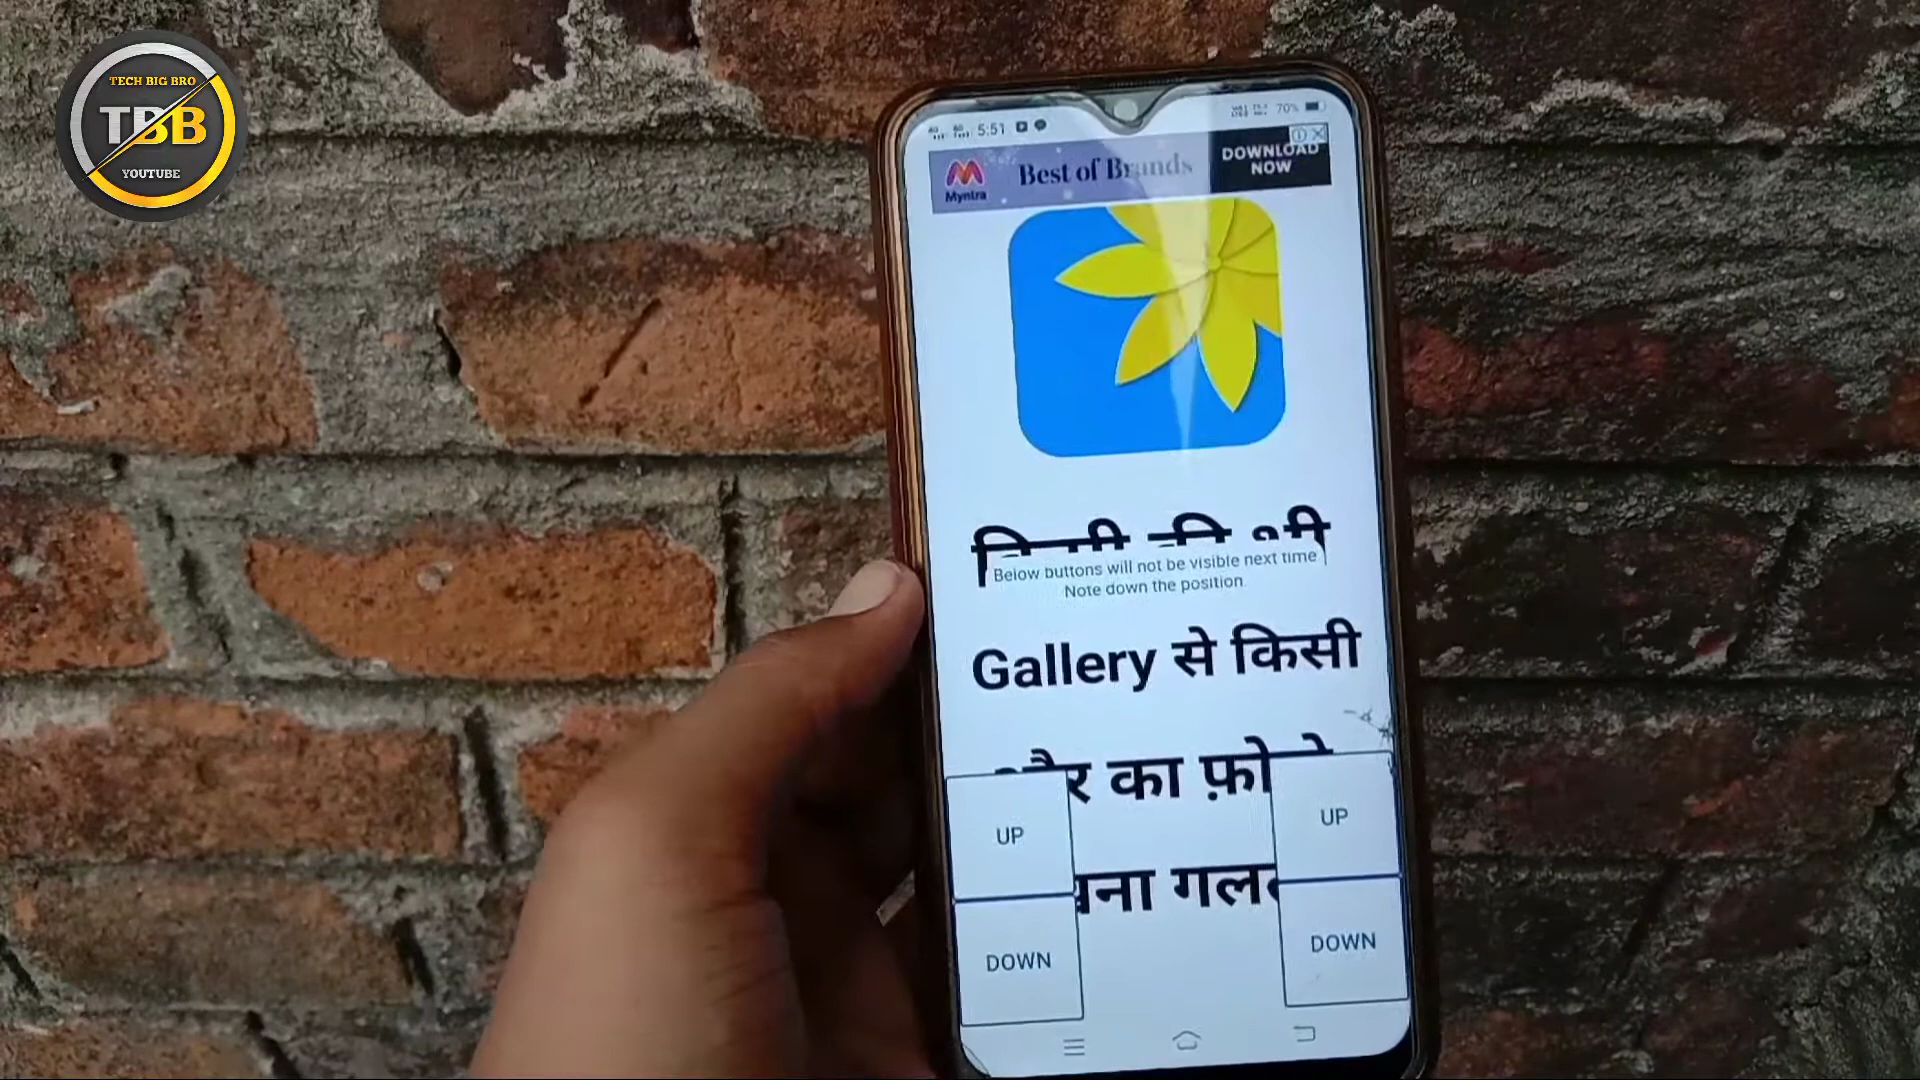 TECH BIG BRO
TBB
YOUTUBE
5:51
70%
Myntra
Best of Brands
DOWNLOAD
NOW
Below buttons will not be visible next time
Note down the position.
Gallery से किसी
का
UP
UP
DOWN
DOWN